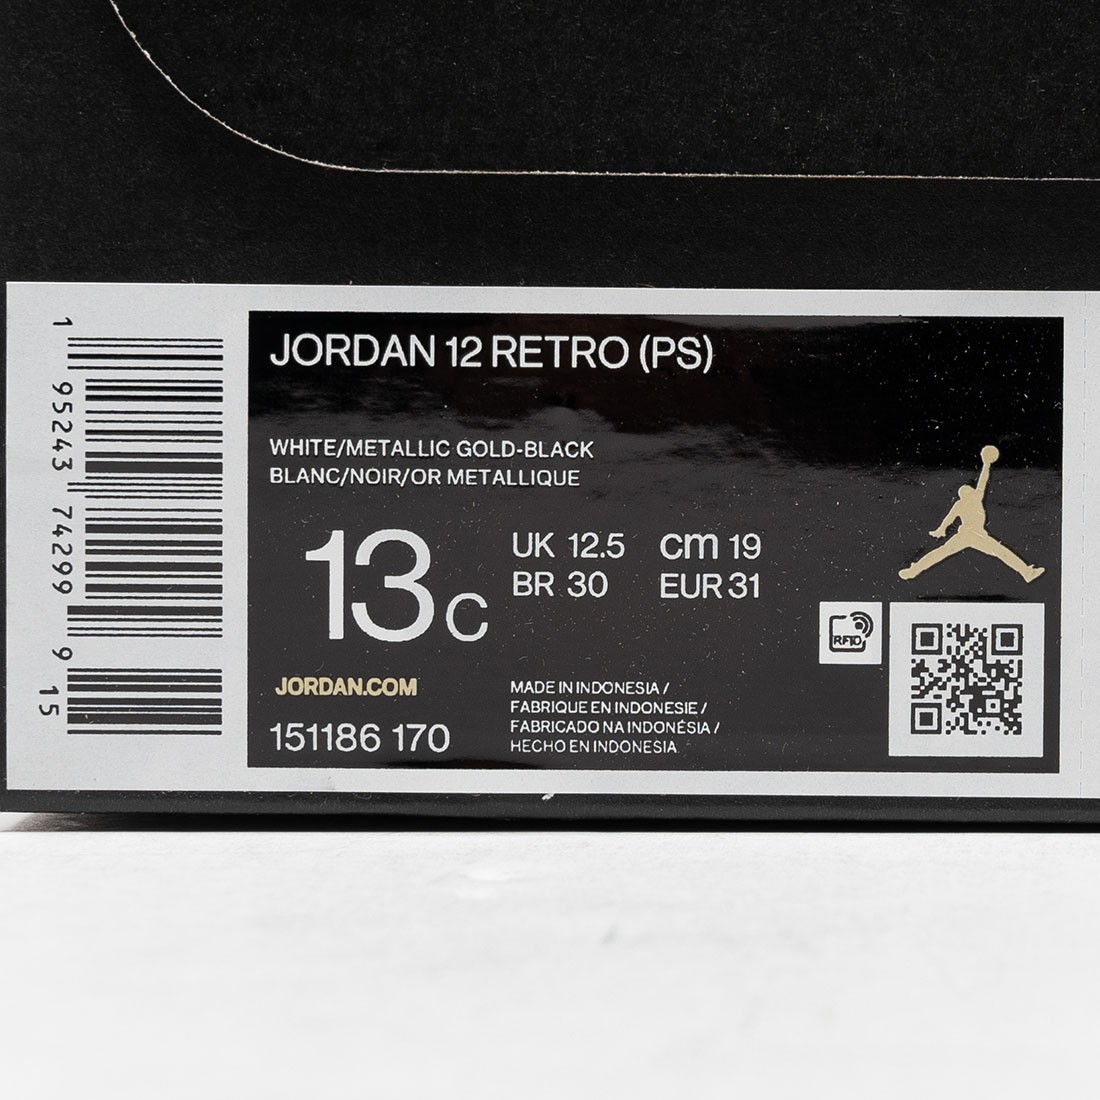 1 95243 74299 9 15
JORDAN 12 RETRO (PS)
WHITE/METALLIC GOLD-BLACK
BLANC/NOIR/OR METALLIQUE
13C
UK 12.5 cm 19
BR 30 EUR 31
RFID
JORDAN.COM
151186 170
MADE IN INDONESIA /
FABRIQUE EN INDONESIE /
FABRICADO NA INDONÉSIA /
HECHO EN INDONESIA